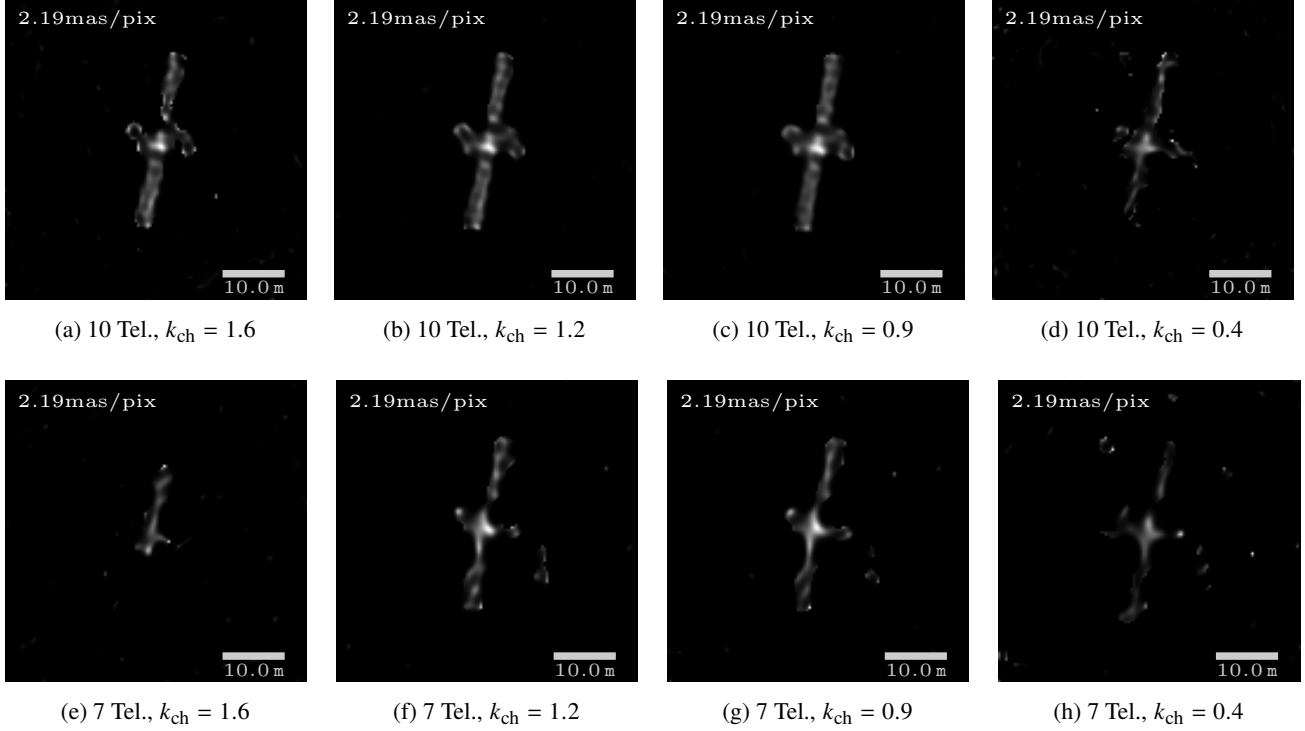 2.19mas/pix
10.0 m
(a) 10 Tel., k_ch = 1.6
2.19mas/pix
10.0 m
(b) 10 Tel., k_ch = 1.2
2.19mas/pix
10.0 m
(c) 10 Tel., k_ch = 0.9
2.19mas/pix
10.0 m
(d) 10 Tel., k_ch = 0.4
2.19mas/pix
10.0 m
(e) 7 Tel., k_ch = 1.6
2.19mas/pix
10.0 m
(f) 7 Tel., k_ch = 1.2
2.19mas/pix
10.0 m
(g) 7 Tel., k_ch = 0.9
2.19mas/pix
10.0 m
(h) 7 Tel., k_ch = 0.4